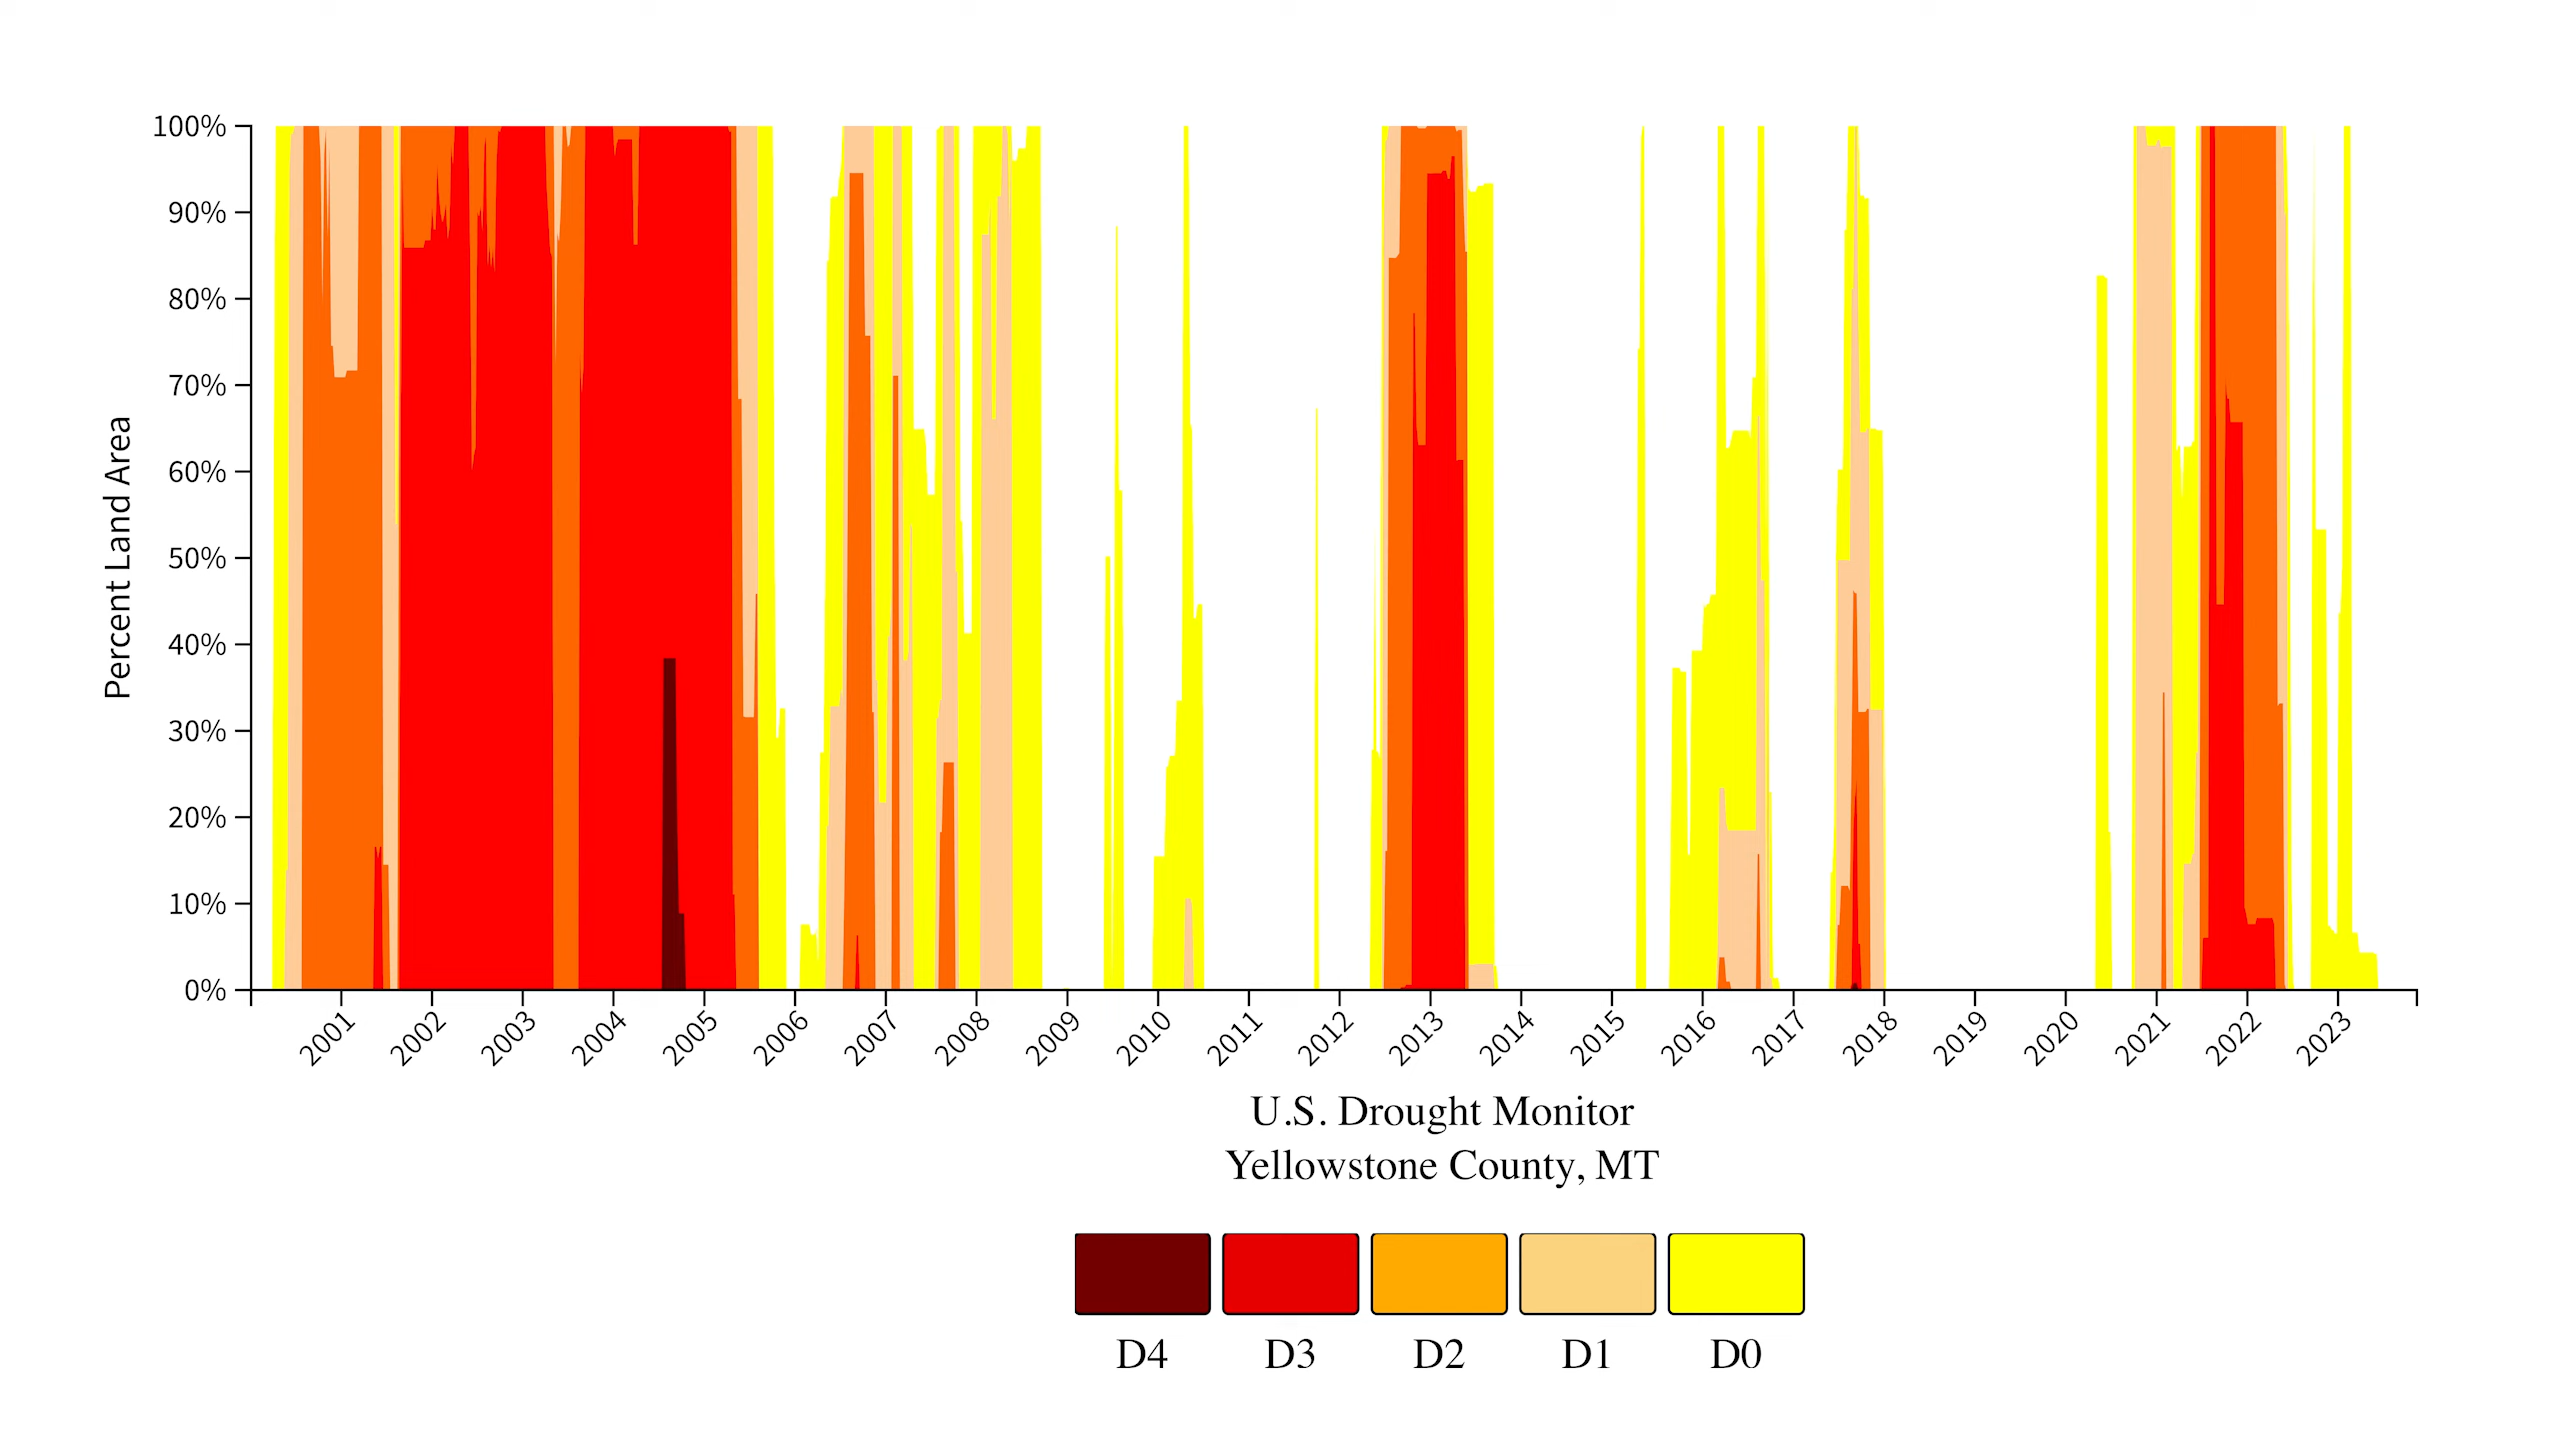 100%
90%
80%
70%
60%
50%
40%
30%
20%
10%
0%
Percent Land Area
2001 2002 2003 2004 2005 2006 2007 2008 2009 2010 2011 2012 2013 2014 2015 2016 2017 2018 2019 2020 2021 2022 2023
U.S. Drought Monitor
Yellowstone County, MT
D4 D3 D2 D1 D0